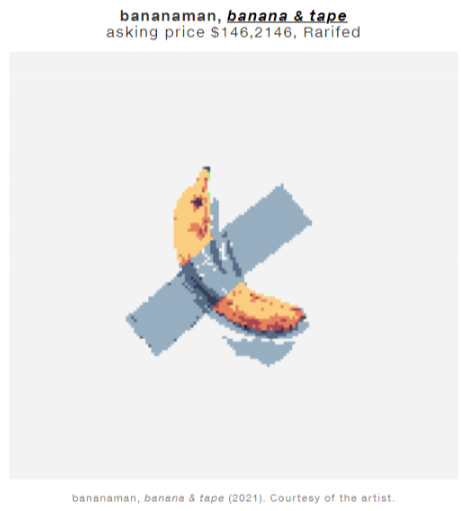 bananaman, banana & tape
asking price $146,2146, Rarifed
bananaman, banana & tape (2021). Courtesy of the artist.